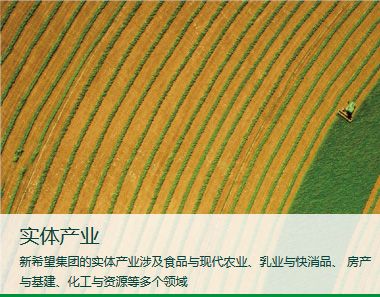 实体产业
新希望集团的实体产业涉及食品与现代农业、乳业与快消品、 房产
与基建、化工与资源等多个领域